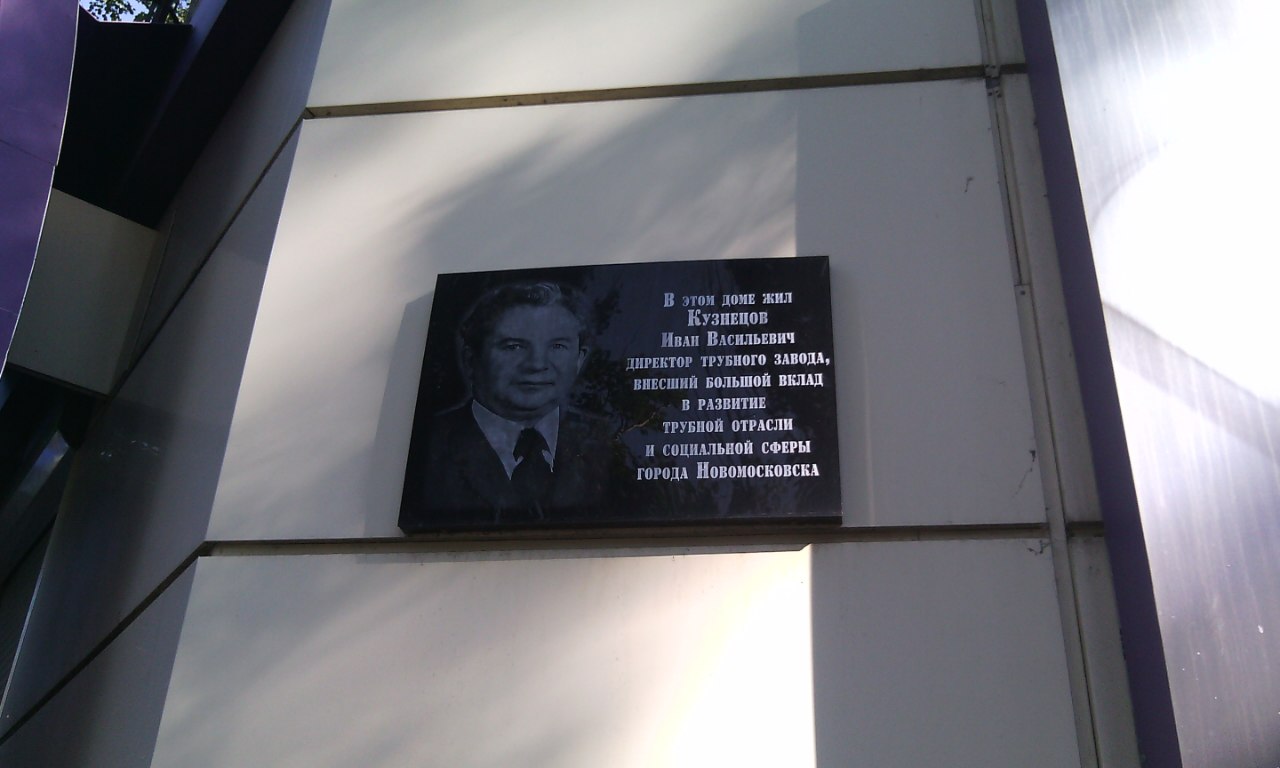 В этом доме жил
Кузнецов
Иван Васильевич
директор трубного завода,
внесший большой вклад
в развитие
трубной отрасли
и социальной сферы
города Новомосковска